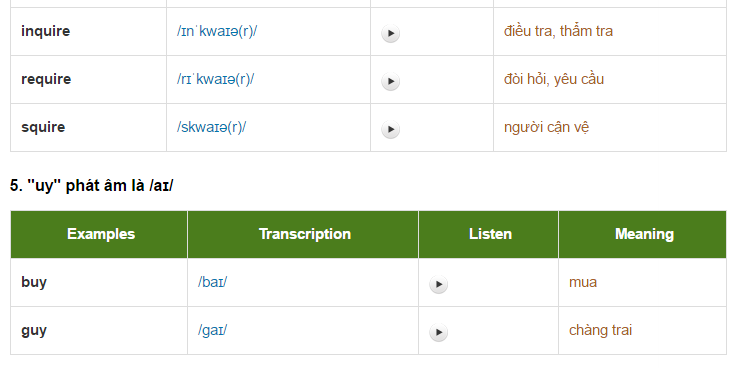 inquire /ɪnˈkwaɪə(r)/ điều tra, thẩm tra
require /rɪˈkwaɪə(r)/ đòi hỏi, yêu cầu
squire /skwaɪə(r)/ người cận vệ
5. "uy" phát âm là /aɪ/
Examples Transcription Listen Meaning
buy /baɪ/ mua
guy /gaɪ/ chàng trai